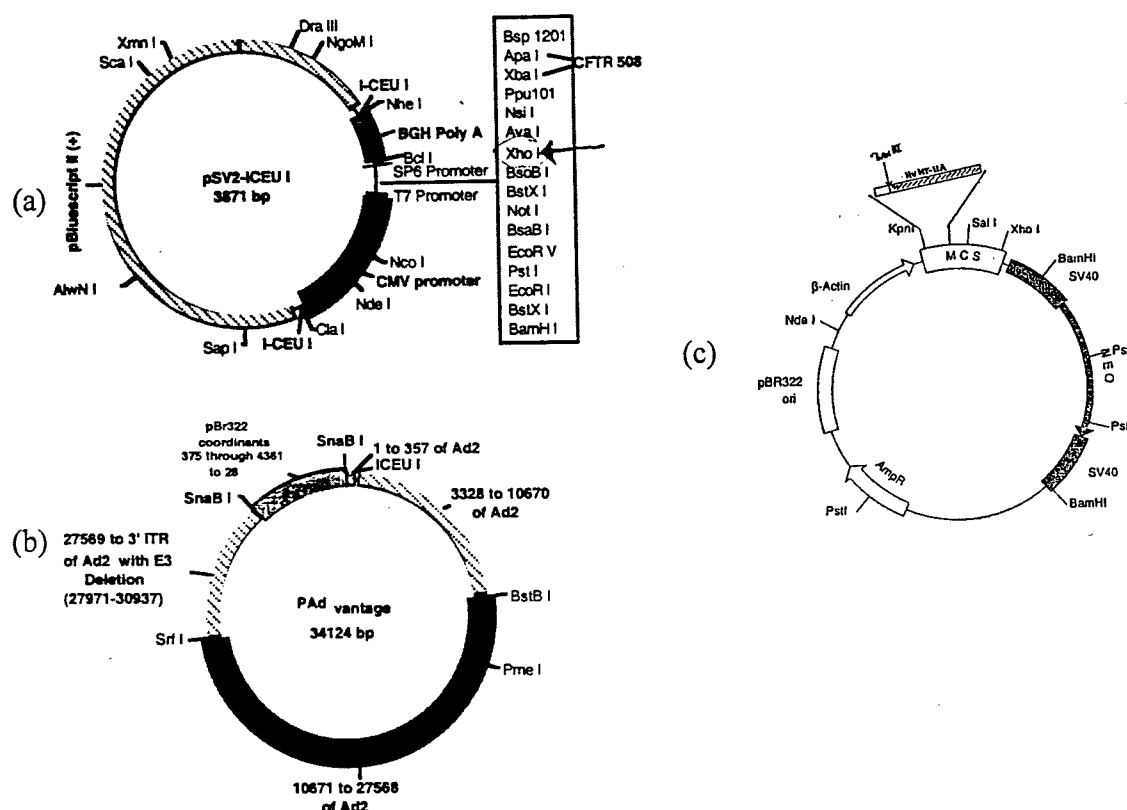 (a)
Dra III
NgoM I
Xmn I
Sca I
I-CEU I
Nhe I
BGH Poly A
Bcl I
SP6 Promoter
T7 Promoter
pSV2-ICEU I
3871 bp
pBluescript II (+)
Nco I
CMV promoter
Nde I
AlwN I
Cla I
I-CEU I
Sap I
Bsp 1201
Apa I
Xba I
CFTR 508
Ppu101
Nsi I
Ava I
Xho I
BsoB I
BstX I
Not I
BsaB I
EcoR V
Pst I
EcoR I
BstX I
BamH I
(b)
pBr322
coordinants
375 through 4361
to 28
SnaB I
1 to 357 of Ad2
ICEU I
SnaB I
3328 to 10670
of Ad2
27569 to 3' ITR
of Ad2 with E3
Deletion
(27971-30937)
BstB I
PAd vantage
34124 bp
Srf I
Pme I
10671 to 27568
of Ad2
(c)
KpnI
Sal I
Xho I
MCS
BamHI
SV40
β-Actin
Nde I
Pst
NEO
pBR322
ori
Pst
SV40
AmpR
BamHI
PstI